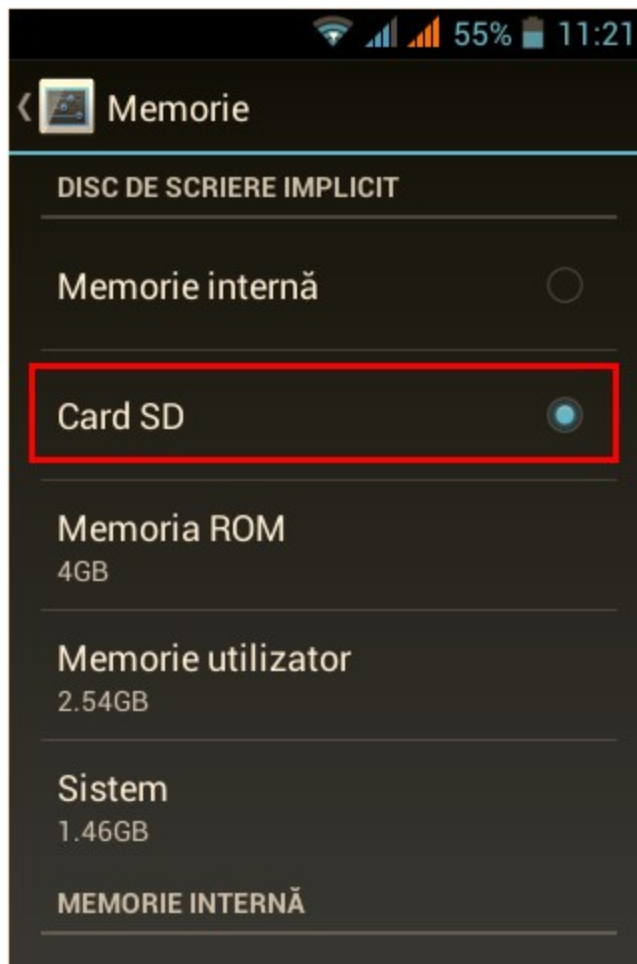 55% 11:21
Memorie
DISC DE SCRIERE IMPLICIT
Memorie internă
Card SD
Memoria ROM
4GB
Memorie utilizator
2.54GB
Sistem
1.46GB
MEMORIE INTERNĂ